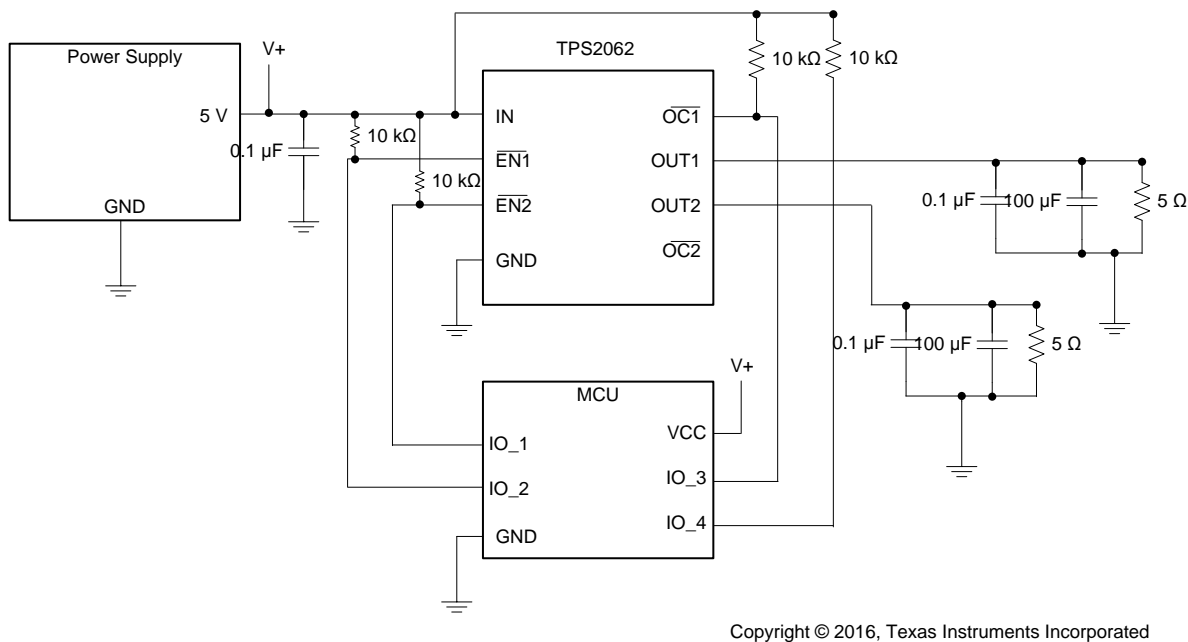 Power Supply
V+
5 V
GND
0.1 µF
10 kΩ
10 kΩ
TPS2062
IN
EN1
EN2
GND
OC1
OUT1
OUT2
OC2
10 kΩ
10 kΩ
0.1 µF
100 µF
5 Ω
0.1 µF
100 µF
5 Ω
MCU
V+
VCC
IO_1
IO_2
GND
IO_3
IO_4
Copyright © 2016, Texas Instruments Incorporated